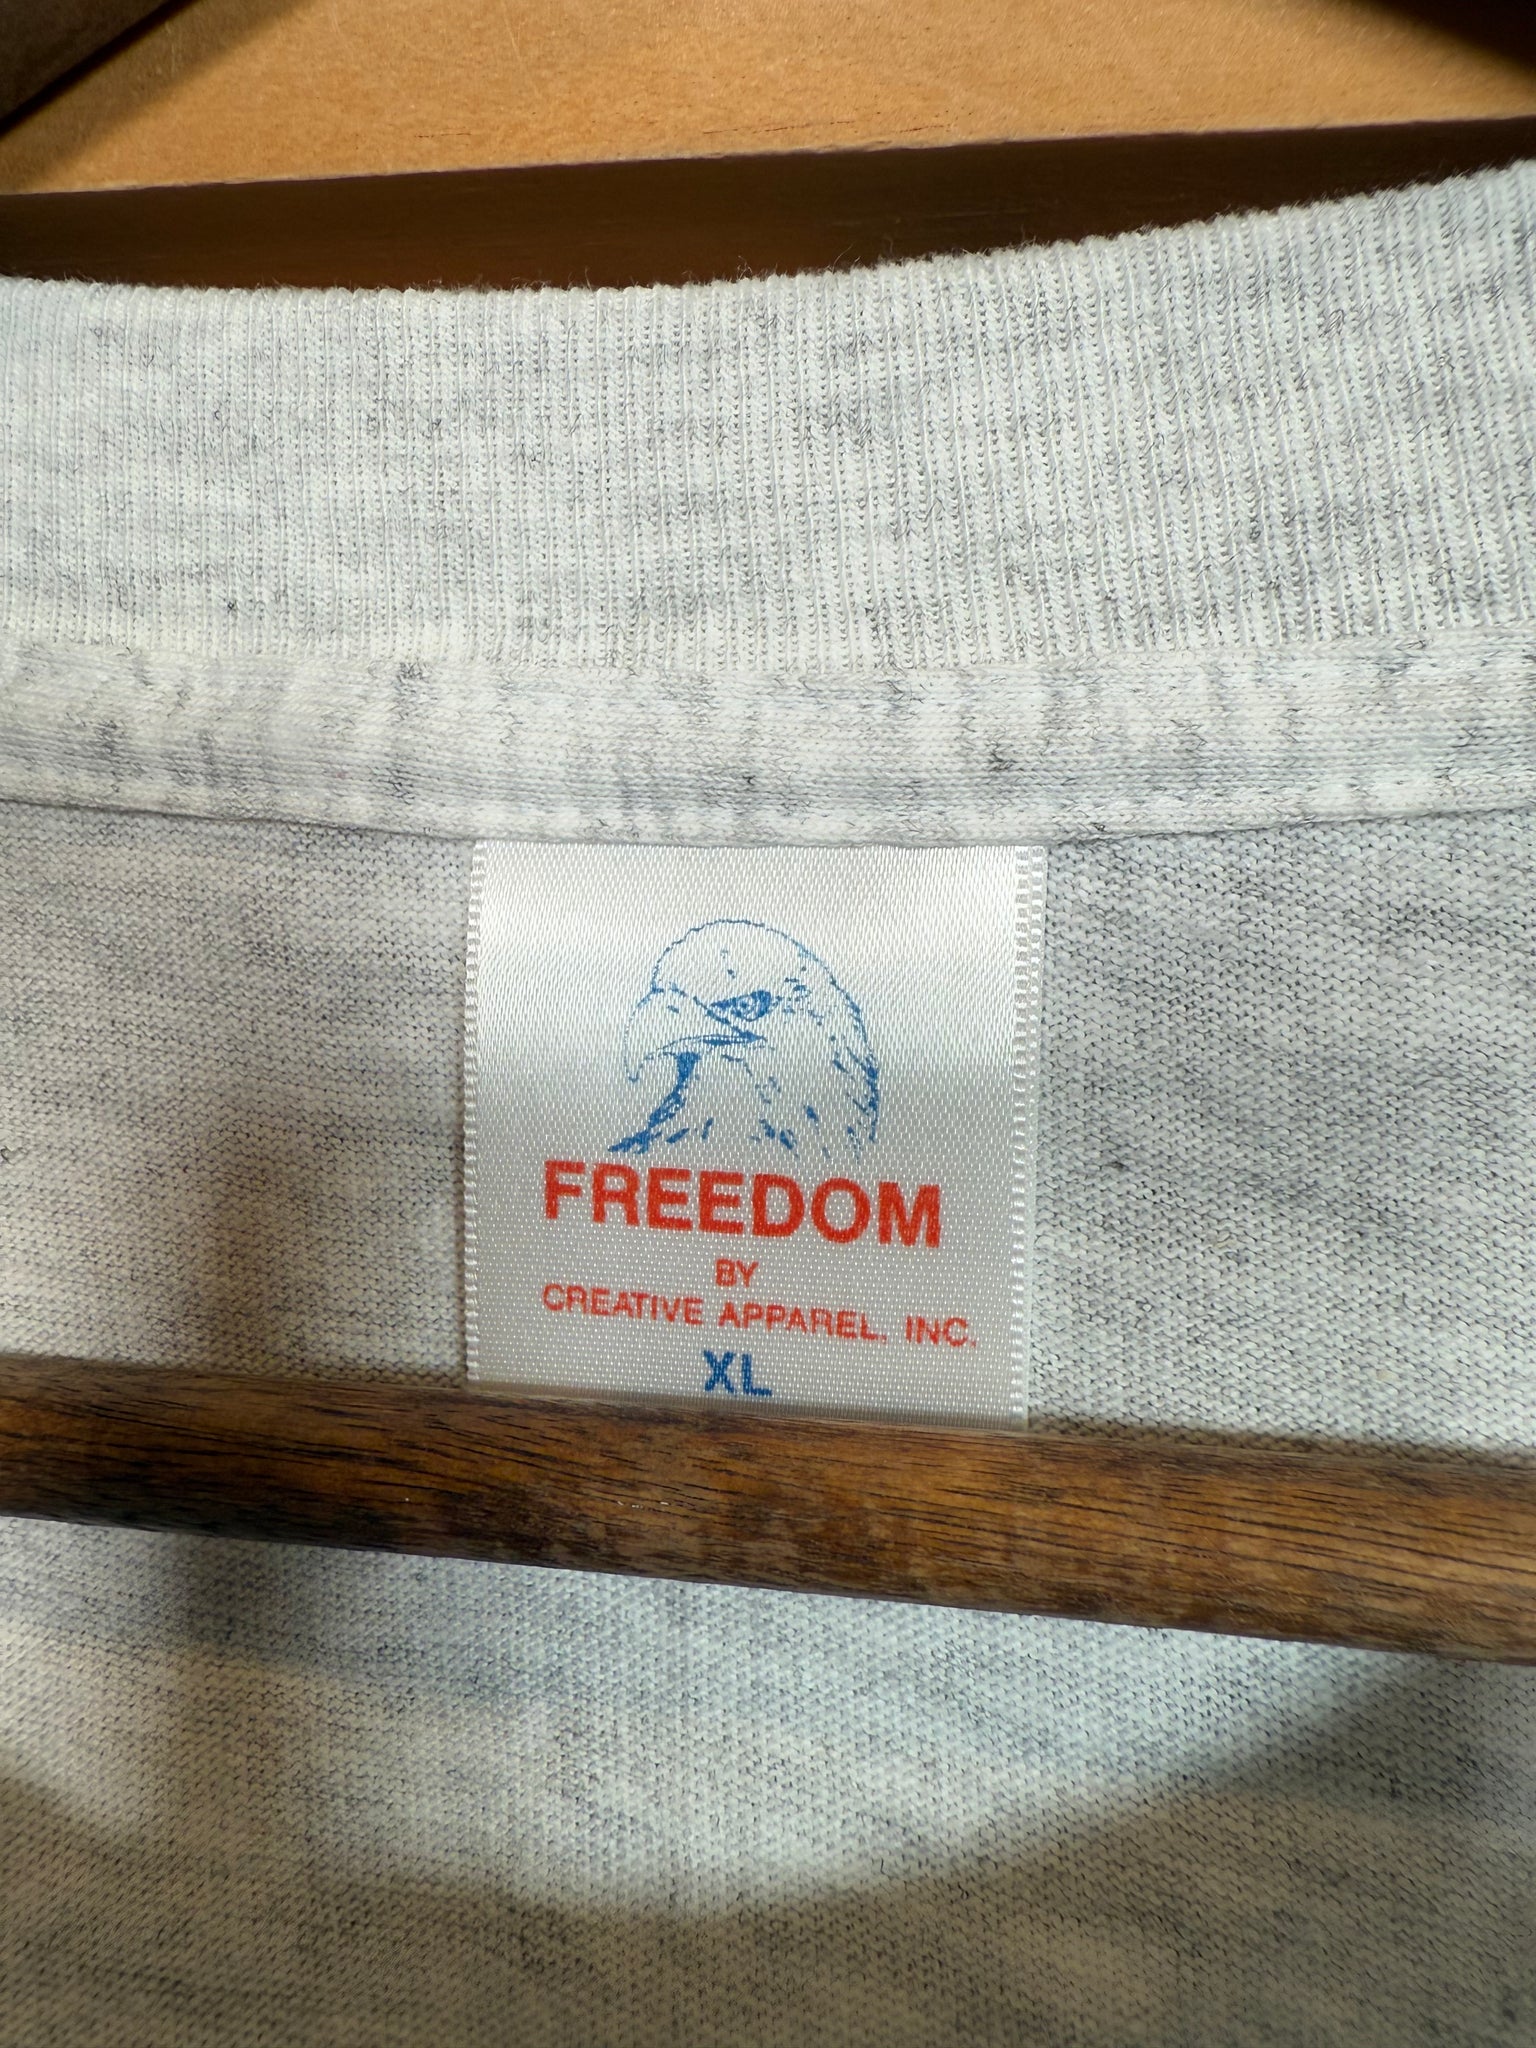 FREEDOM
BY
CREATIVE APPAREL, INC.
XL